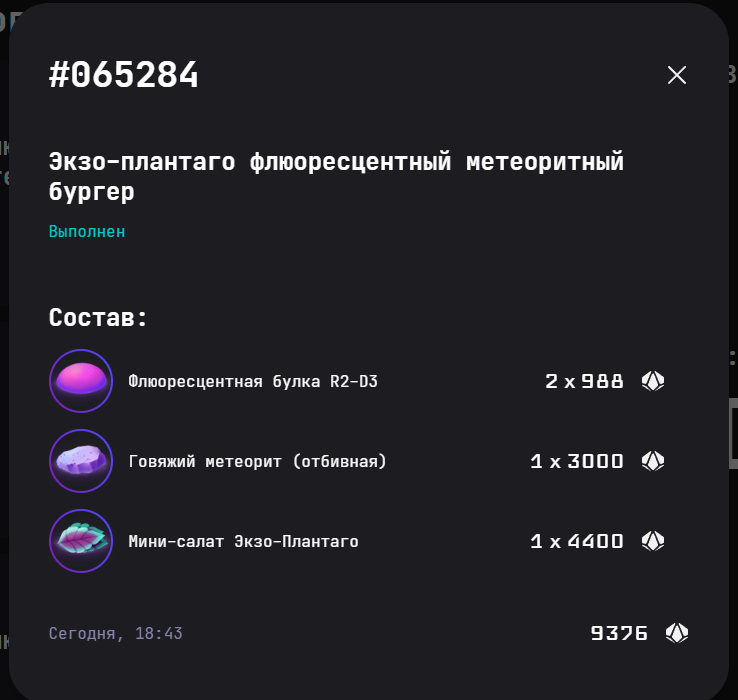 #065284
Экзо-плантаго флюоресцентный метеоритный
бургер
Выполнен
Состав:
Флюоресцентная булка R2-D3
2 x 988
Говяжий метеорит (отбивная)
1 x 3000
Мини-салат Экзо-Плантаго
1 x 4400
Сегодня, 18:43
9376